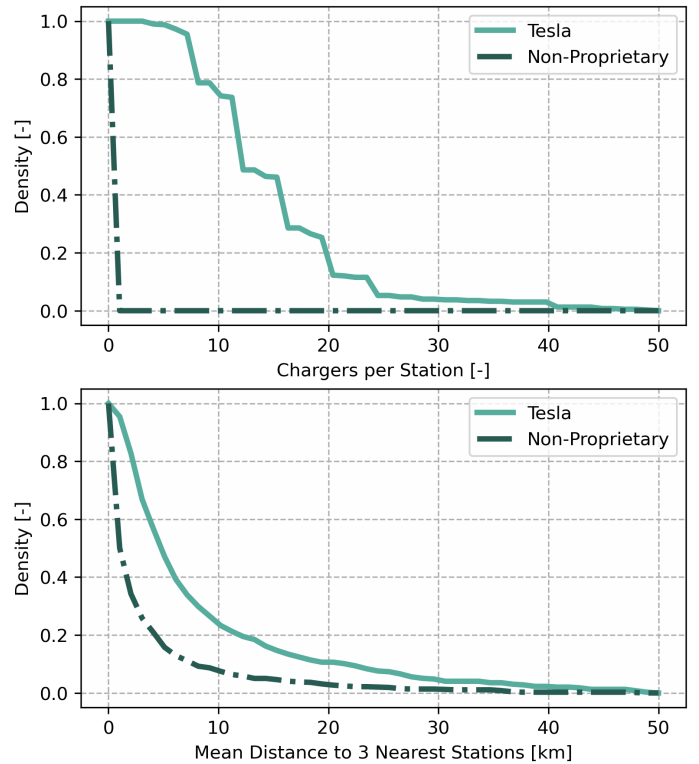 1.0
0.8
0.6
0.4
0.2
0.0
Density [-]
Tesla
Non-Proprietary
0 10 20 30 40 50
Chargers per Station [-]
1.0
0.8
0.6
0.4
0.2
0.0
Density [-]
Tesla
Non-Proprietary
0 10 20 30 40 50
Mean Distance to 3 Nearest Stations [km]